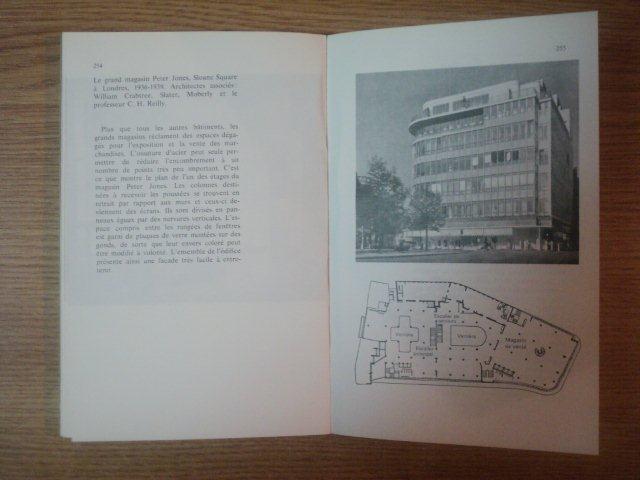 254
Le grand magasin Peter Jones, Sloane Square
à Londres, 1936-1939. Architectes associés:
William Crabtree, Slater, Moberly et le
professeur C. H. Reilly.
Plus que tous les autres bâtiments, les
grands magasins réclament des espaces déga-
gés pour l'exposition et la vente des mar-
chandises. L'ossature d'acier peut seule per-
mettre de réduire l'encombrement à un
nombre de points très peu important. C'est
ce que montre le plan de l'un des étages du
magasin Peter Jones. Les colonnes desti-
nées à recevoir les poussées se trouvent en
retrait par rapport aux murs et ceux-ci de-
viennent des écrans. Ils sont divisés en pan-
neaux égaux par des nervures verticales. L'es-
pace compris entre les rangées de fenêtres
est garni de plaques de verre montées sur des
gonds, de sorte que leur envers coloré peut
être modifié à volonté. L'ensemble de l'édifice
présente ainsi une façade très facile à entre-
tenir.
255
Escalier de
secours
Verrière
Verrière
Escalier
principal
Magasin
de vente